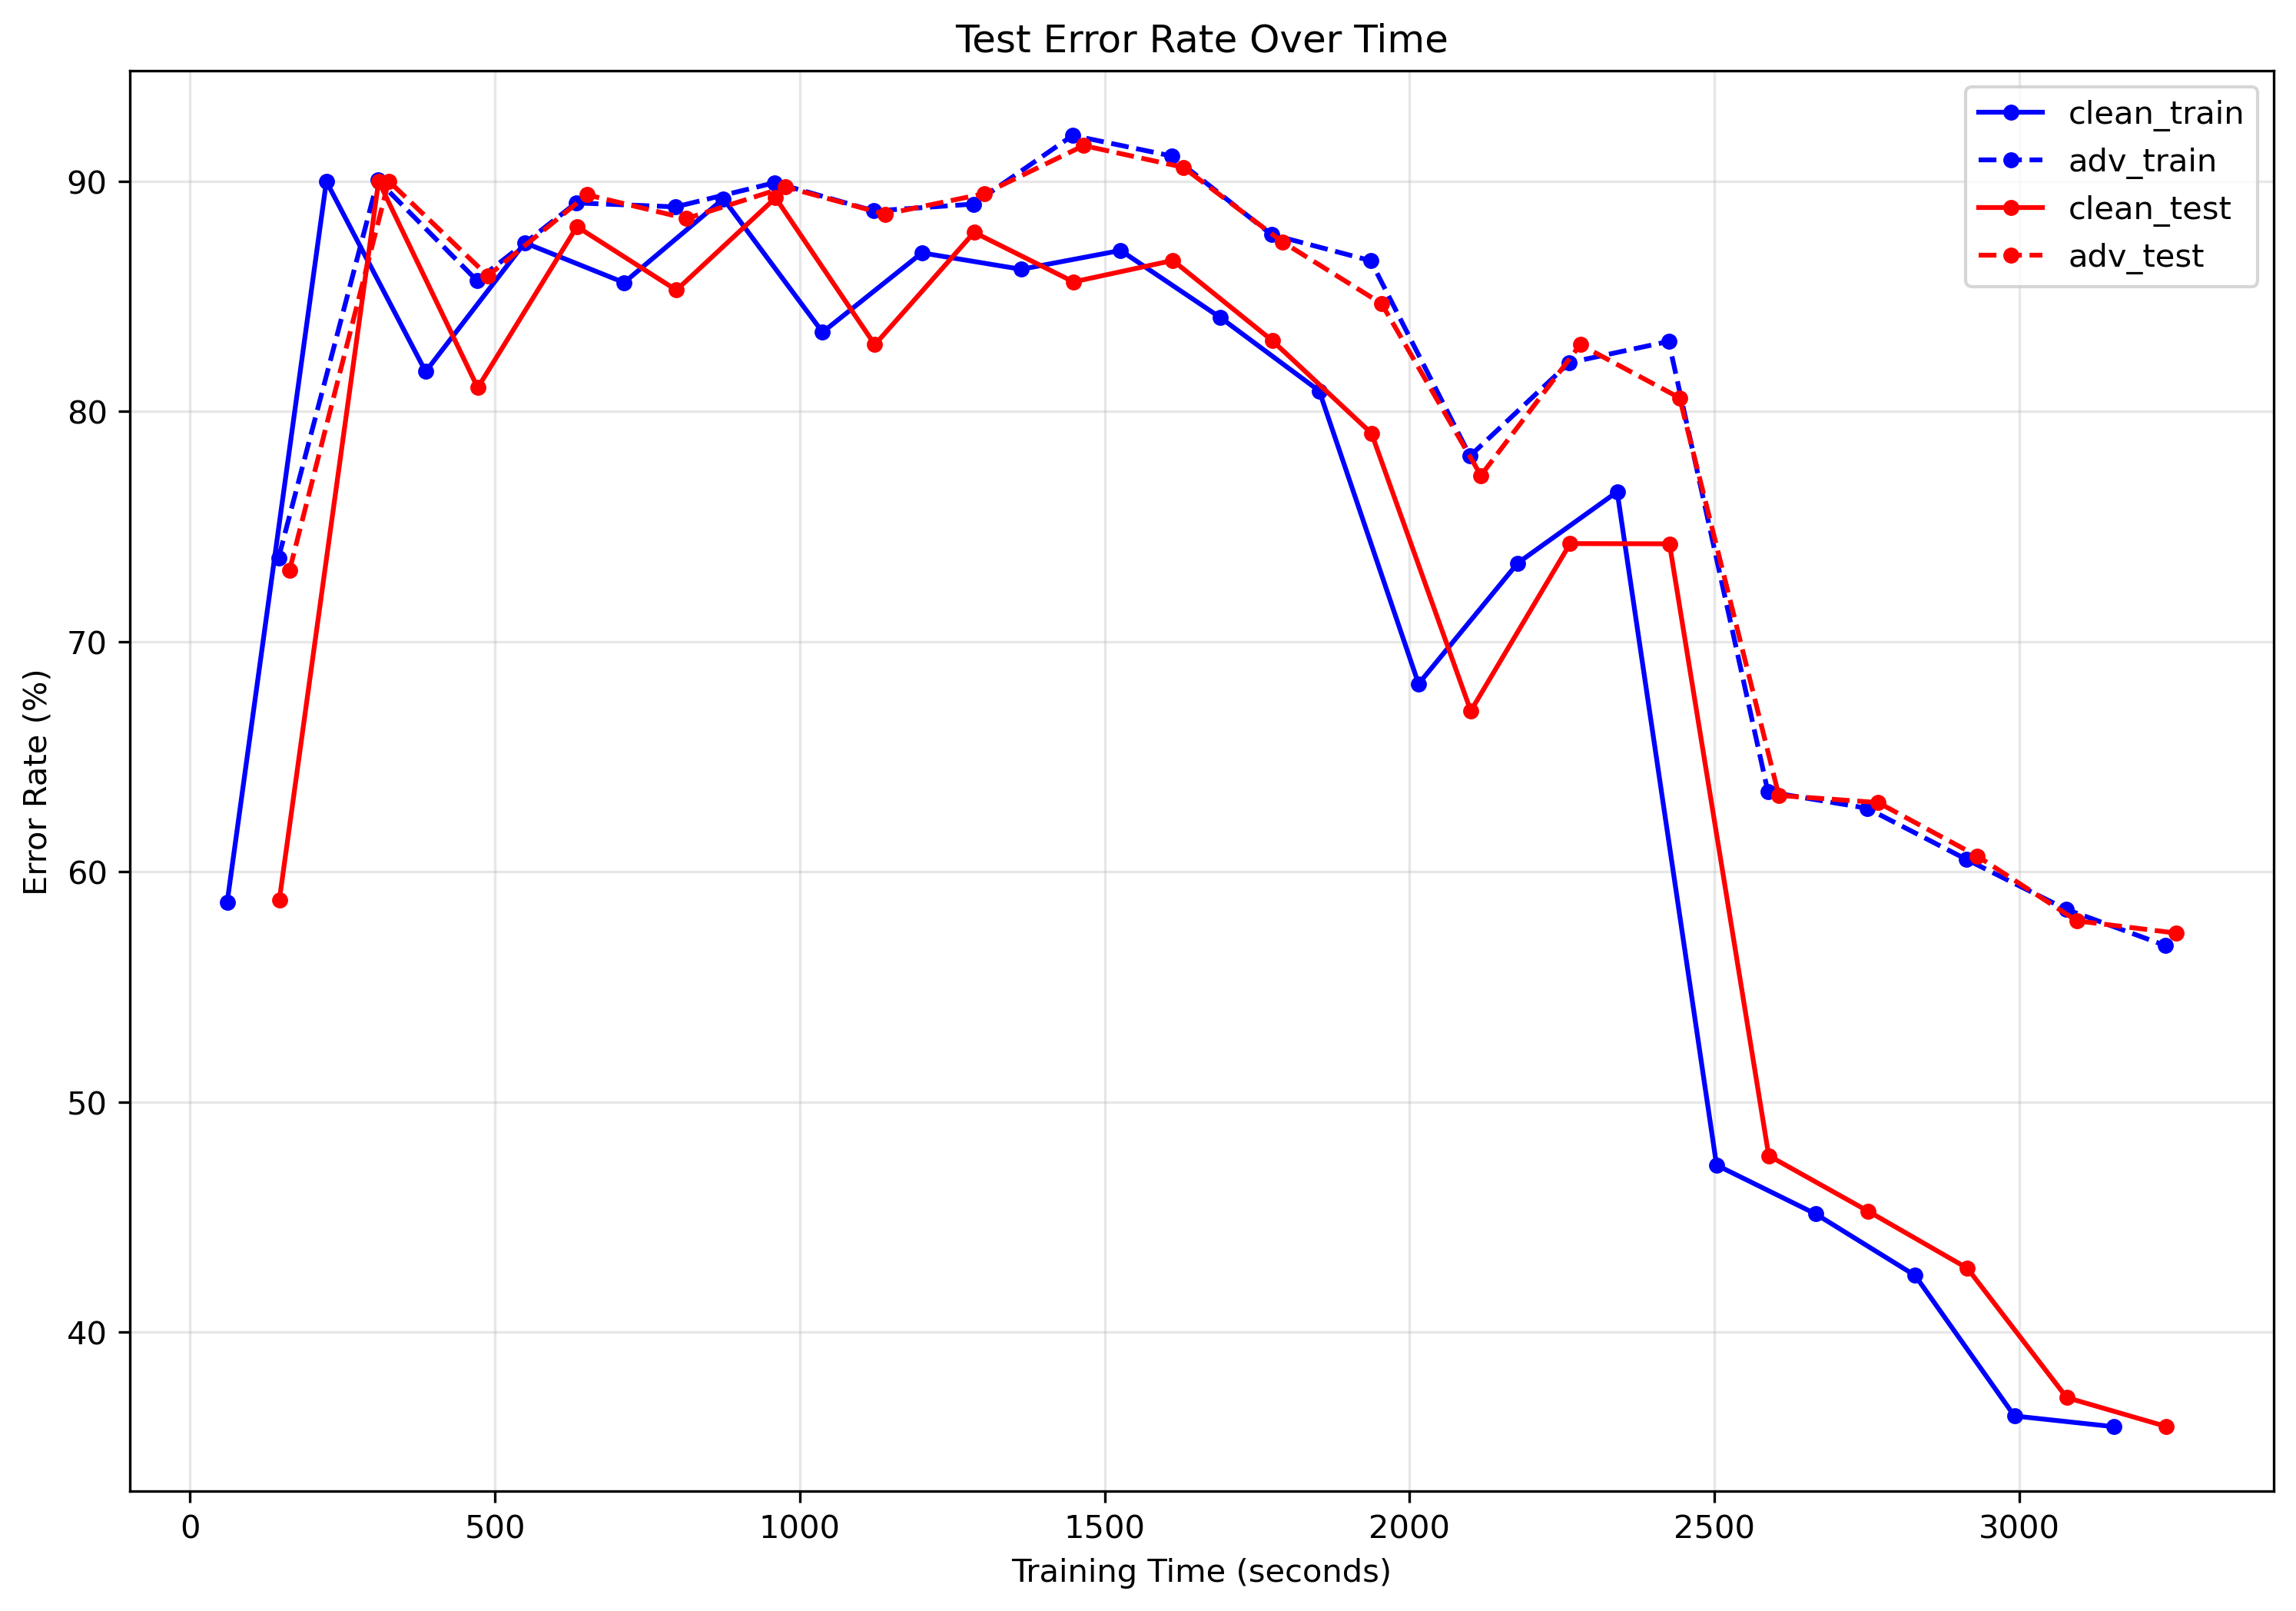 Test Error Rate Over Time
clean_train
adv_train
clean_test
adv_test
Error Rate (%)
90
80
70
60
50
40
0 500 1000 1500 2000 2500 3000
Training Time (seconds)